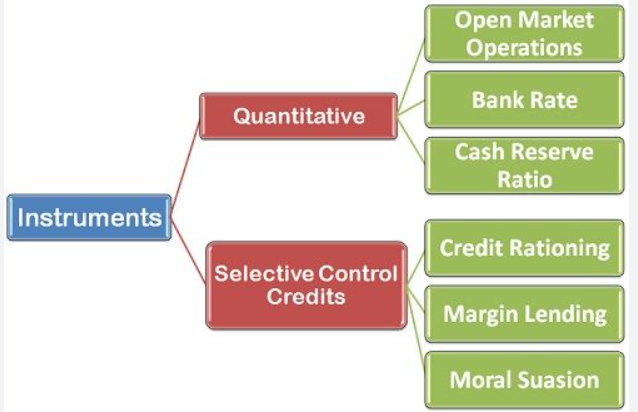 Instruments
Quantitative
Open Market
Operations
Bank Rate
Cash Reserve
Ratio
Selective Control
Credits
Credit Rationing
Margin Lending
Moral Suasion